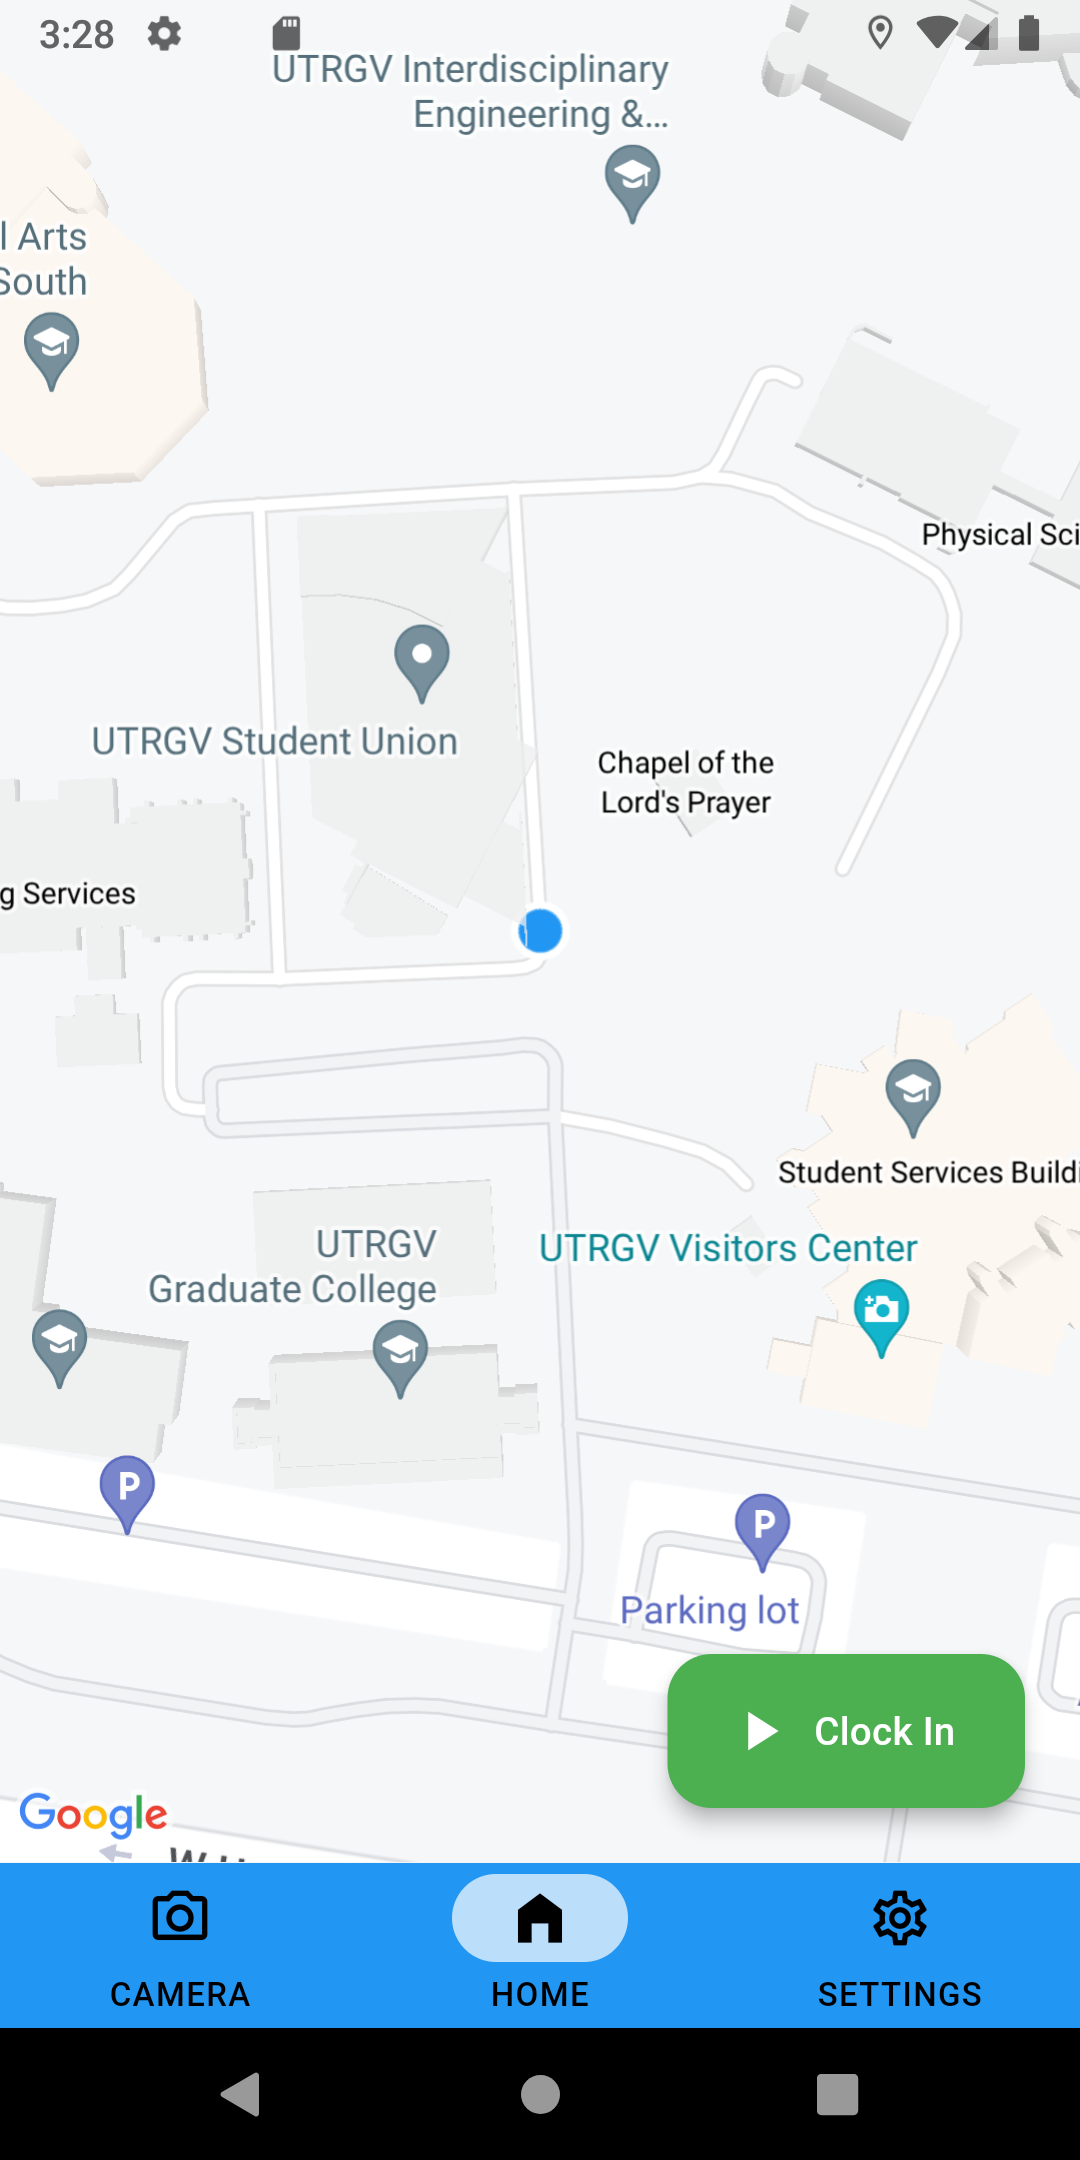 3:28
UTRGV Interdisciplinary
Engineering &...
l Arts
South
Physical Sci
UTRGV Student Union
Chapel of the
Lord's Prayer
g Services
Student Services Buildi
UTRGV
Graduate College
UTRGV Visitors Center
P
P
Parking lot
Clock In
Google
CAMERA
HOME
SETTINGS